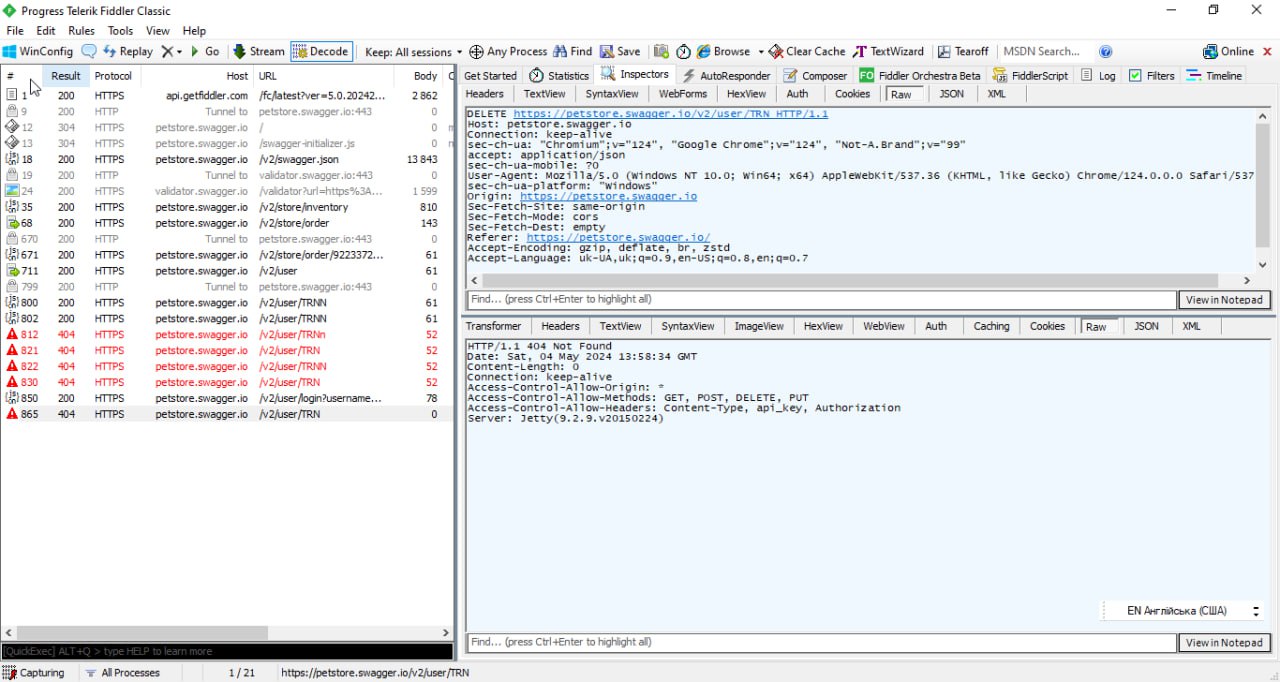 Progress Telerik Fiddler Classic
File Edit Rules Tools View Help
WinConfig Replay Go Stream Decode Keep: All sessions Any Process Find Save Browse Clear Cache TextWizard Tearoff MSDN Search... Online
# Result Protocol Host URL Body
1 200 HTTPS api.getfiddler.com /fc/latest?ver=5.0.20242... 2 862
9 200 HTTP Tunnel to petstore.swagger.io:443 0
12 304 HTTPS petstore.swagger.io / 0
13 304 HTTPS petstore.swagger.io /swagger-initializer.js 0
18 200 HTTPS petstore.swagger.io /v2/swagger.json 13 843
19 200 HTTP Tunnel to validator.swagger.io:443 0
24 200 HTTPS validator.swagger.io /validator?url=https%3A... 1 599
35 200 HTTPS petstore.swagger.io /v2/store/inventory 810
68 200 HTTPS petstore.swagger.io /v2/store/order 143
670 200 HTTP Tunnel to petstore.swagger.io:443 0
671 200 HTTPS petstore.swagger.io /v2/store/order/9223372... 61
711 200 HTTPS petstore.swagger.io /v2/user 61
799 200 HTTP Tunnel to petstore.swagger.io:443 0
800 200 HTTPS petstore.swagger.io /v2/user/TRNN 61
802 200 HTTPS petstore.swagger.io /v2/user/TRNN 61
812 404 HTTPS petstore.swagger.io /v2/user/TRNn 52
821 404 HTTPS petstore.swagger.io /v2/user/TRN 52
822 404 HTTPS petstore.swagger.io /v2/user/TRNN 52
830 404 HTTPS petstore.swagger.io /v2/user/TRN 52
850 200 HTTPS petstore.swagger.io /v2/user/login?username... 78
865 404 HTTPS petstore.swagger.io /v2/user/TRN 0
[QuickExec] ALT+Q > type HELP to learn more
Capturing All Processes 1 / 21 https://petstore.swagger.io/v2/user/TRN
Get Started Statistics Inspectors AutoResponder Composer FO Fiddler Orchestra Beta FiddlerScript Log Filters Timeline
Headers TextView SyntaxView WebForms HexView Auth Cookies Raw JSON XML
DELETE https://petstore.swagger.io/v2/user/TRN HTTP/1.1
Host: petstore.swagger.io
Connection: keep-alive
sec-ch-ua: "Chromium";v="124", "Google Chrome";v="124", "Not-A.Brand";v="99"
accept: application/json
sec-ch-ua-mobile: ?0
User-Agent: Mozilla/5.0 (Windows NT 10.0; Win64; x64) AppleWebKit/537.36 (KHTML, like Gecko) Chrome/124.0.0.0 Safari/537
sec-ch-ua-platform: "Windows"
Origin: https://petstore.swagger.io
Sec-Fetch-Site: same-origin
Sec-Fetch-Mode: cors
Sec-Fetch-Dest: empty
Referer: https://petstore.swagger.io/
Accept-Encoding: gzip, deflate, br, zstd
Accept-Language: uk-UA,uk;q=0.9,en-US;q=0.8,en;q=0.7
Find... (press Ctrl+Enter to highlight all) View in Notepad
Transformer Headers TextView SyntaxView ImageView HexView WebView Auth Caching Cookies Raw JSON XML
HTTP/1.1 404 Not Found
Date: Sat, 04 May 2024 13:58:34 GMT
Content-Length: 0
Connection: keep-alive
Access-Control-Allow-Origin: *
Access-Control-Allow-Methods: GET, POST, DELETE, PUT
Access-Control-Allow-Headers: Content-Type, api_key, Authorization
Server: Jetty(9.2.9.v20150224)
EN Англійська (США)
Find... (press Ctrl+Enter to highlight all) View in Notepad